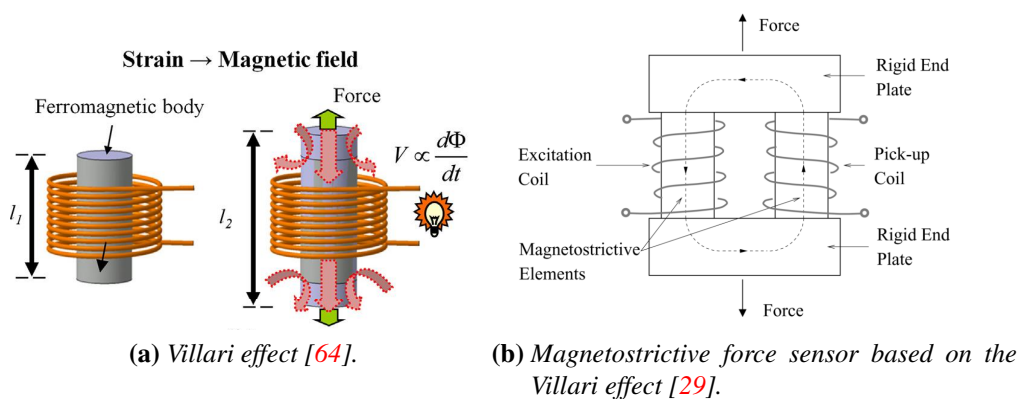 Strain → Magnetic field
Ferromagnetic body
Force
V ∝ dΦ/dt
l1
l2
(a) Villari effect [64].
Force
Rigid End
Plate
Excitation
Coil
Pick-up
Coil
Magnetostrictive
Elements
Rigid End
Plate
Force
(b) Magnetostrictive force sensor based on the
Villari effect [29].